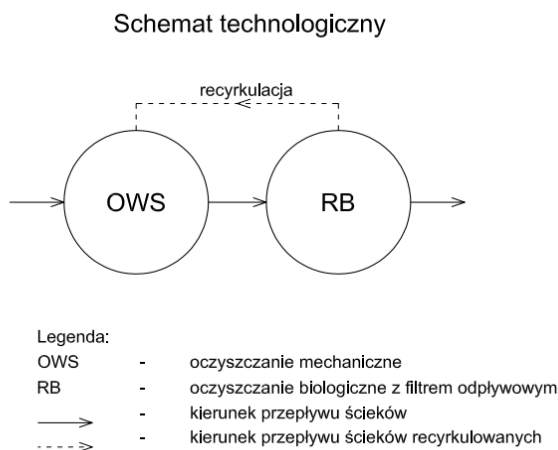 Schemat technologiczny
recyrkulacja
OWS
RB
Legenda:
OWS - oczyszczanie mechaniczne
RB - oczyszczanie biologiczne z filtrem odpływowym
- kierunek przepływu ścieków
- kierunek przepływu ścieków recyrkulowanych